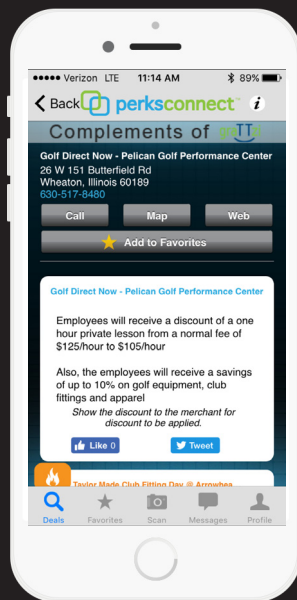 Verizon LTE 11:14 AM 89%
Back perksconnect i
Complements of
Golf Direct Now - Pelican Golf Performance Center
26 W 151 Butterfield Rd
Wheaton, Illinois 60189
630-517-8480
Call Map Web
Add to Favorites
Golf Direct Now - Pelican Golf Performance Center
Employees will receive a discount of a one
hour private lesson from a normal fee of
$125/hour to $105/hour
Also, the employees will receive a savings
of up to 10% on golf equipment, club
fittings and apparel
Show the discount to the merchant for
discount to be applied.
Like 0 Tweet
Taylor Made Club Fitting Day @ Arrowhea
Deals Favorites Scan Messages Profile